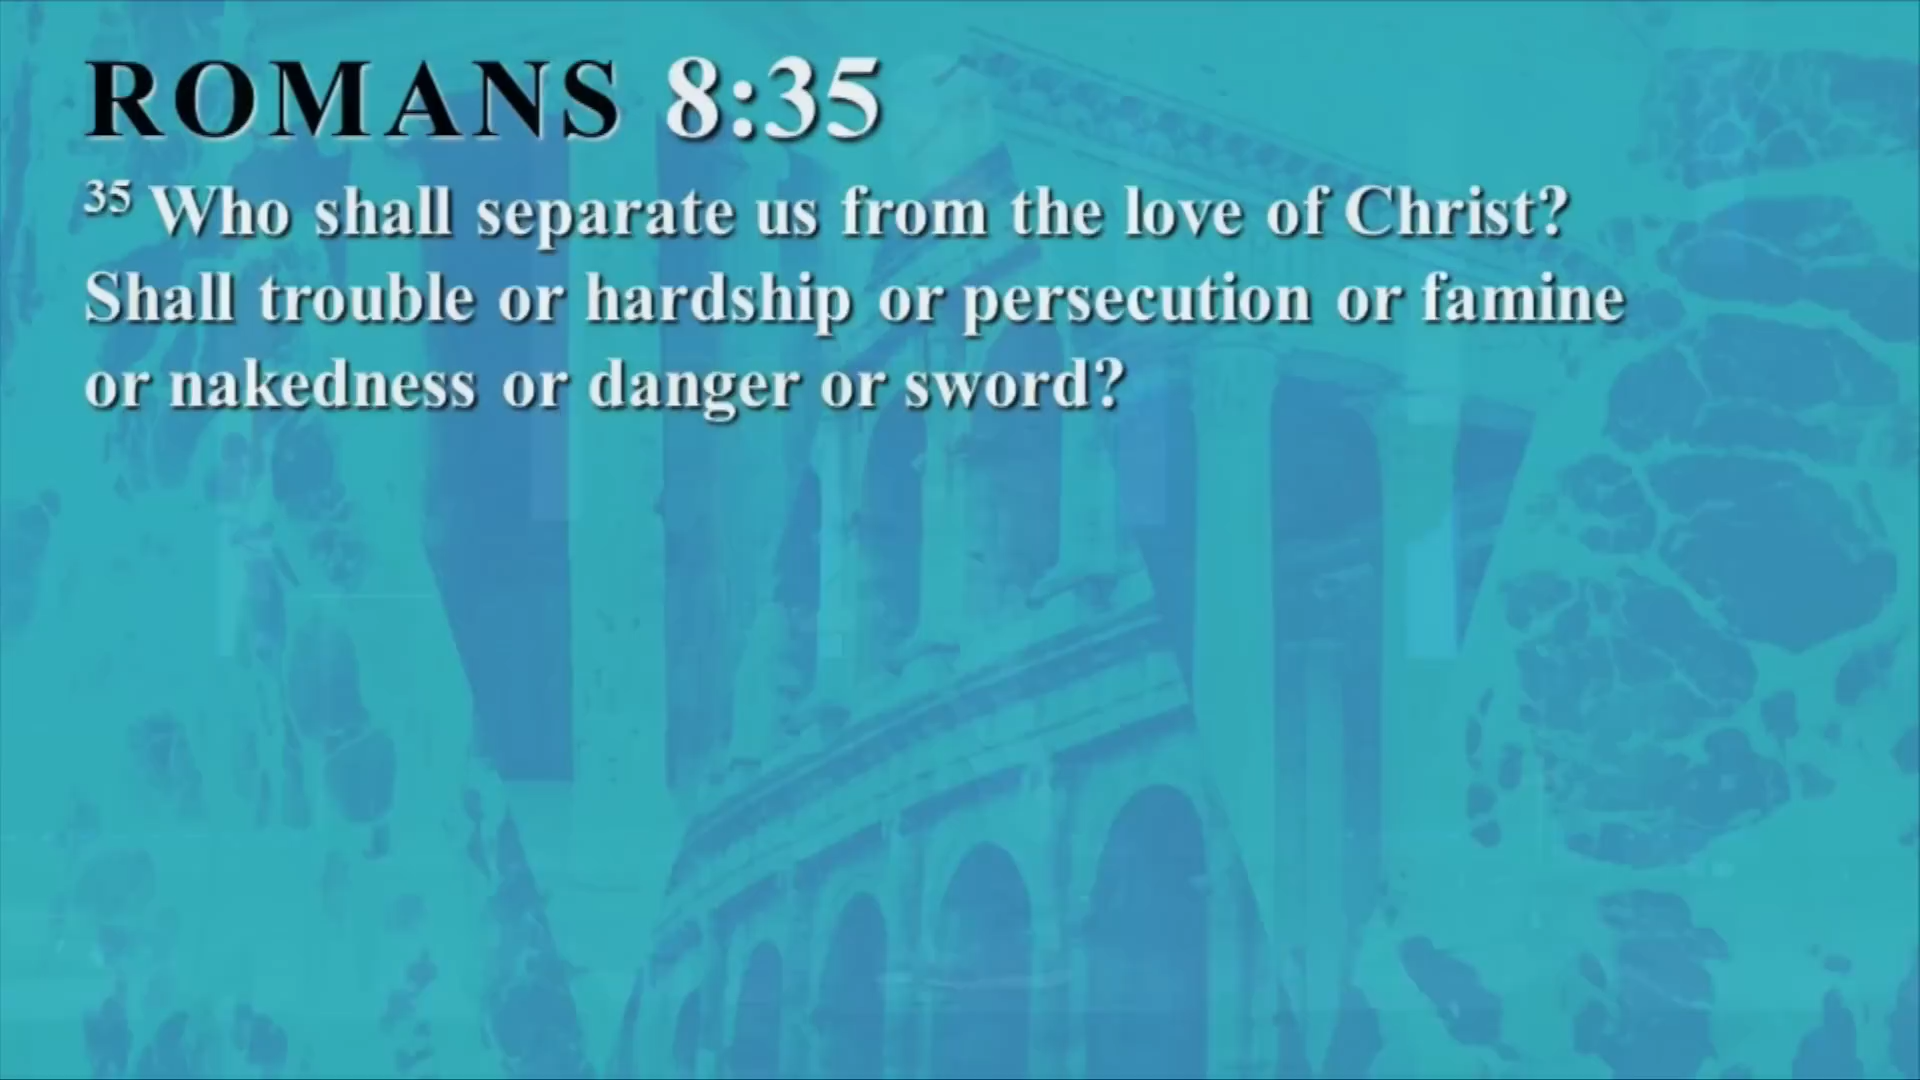 ROMANS 8:35
35 Who shall separate us from the love of Christ?
Shall trouble or hardship or persecution or famine
or nakedness or danger or sword?